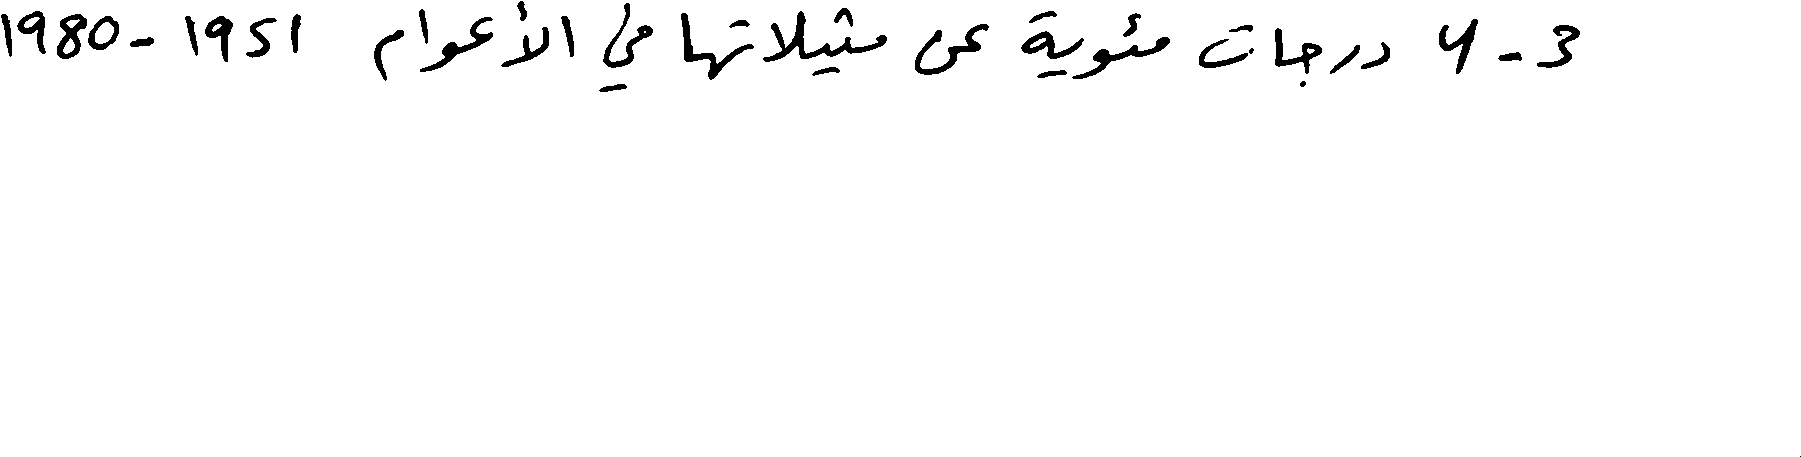 3 - 4 درجات مئوية عن مثيلاتها في الأعوام 1951 - 1980